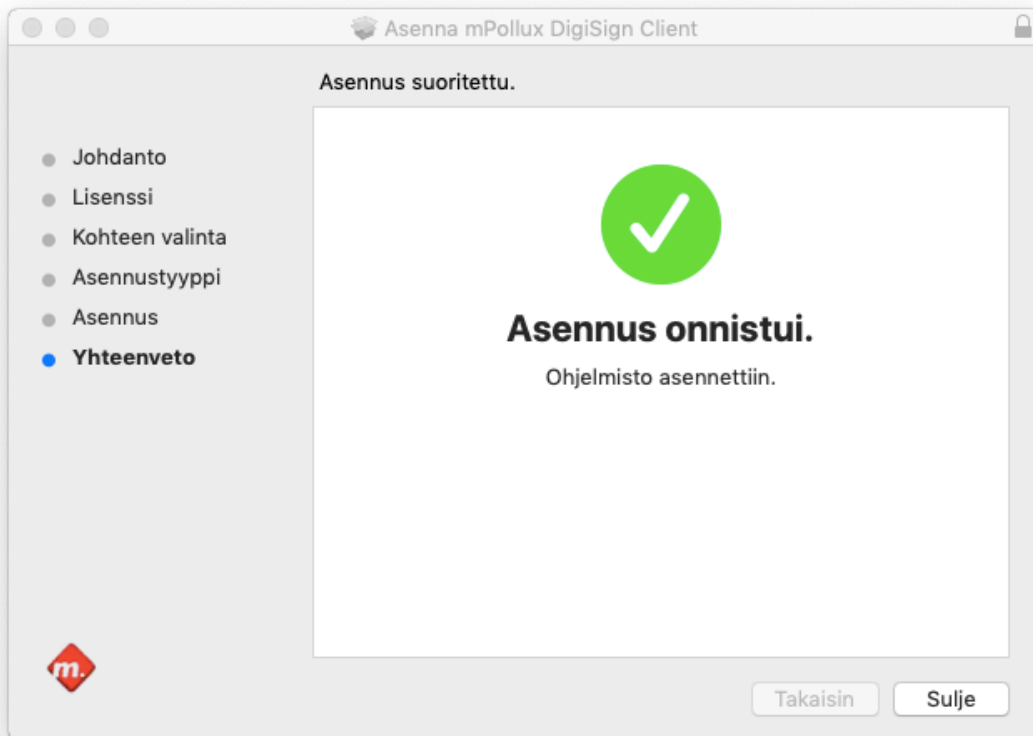 Asenna mPollux DigiSign Client
Asennus suoritettu.
Johdanto
Lisenssi
Kohteen valinta
Asennustyyppi
Asennus
Yhteenveto
Asennus onnistui.
Ohjelmisto asennettiin.
m.
Takaisin
Sulje